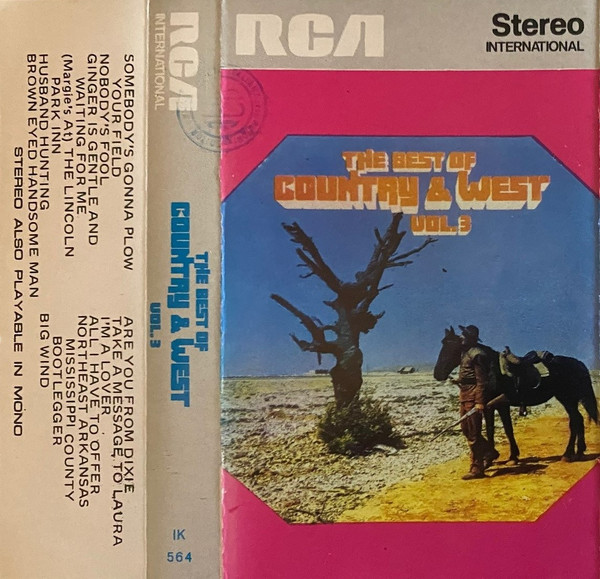 SOMEBODY'S GONNA PLOW
YOUR FIELD
NOBODY'S FOOL
GINGER IS GENTLE AND
WAITING FOR ME
(Margie's At) THE LINCOLN
PARK INN
HUSBAND HUNTING
BROWN EYED HANDSOME MAN
ARE YOU FROM DIXIE
TAKE A MESSAGE, TO LAURA
I'M A LOVER
ALL I HAVE TO OFFER
NORTHEAST ARKANSAS
MISSISSIPPI COUNTY
BOOTLEGGER
BIG WIND
STEREO ALSO PLAYABLE IN MONO
RCA
INTERNATIONAL
THE BEST OF
COUNTRY & WEST
VOL. 3
IK
564
RCA
Stereo
INTERNATIONAL
THE BEST OF
COUNTRY & WEST
VOL. 3